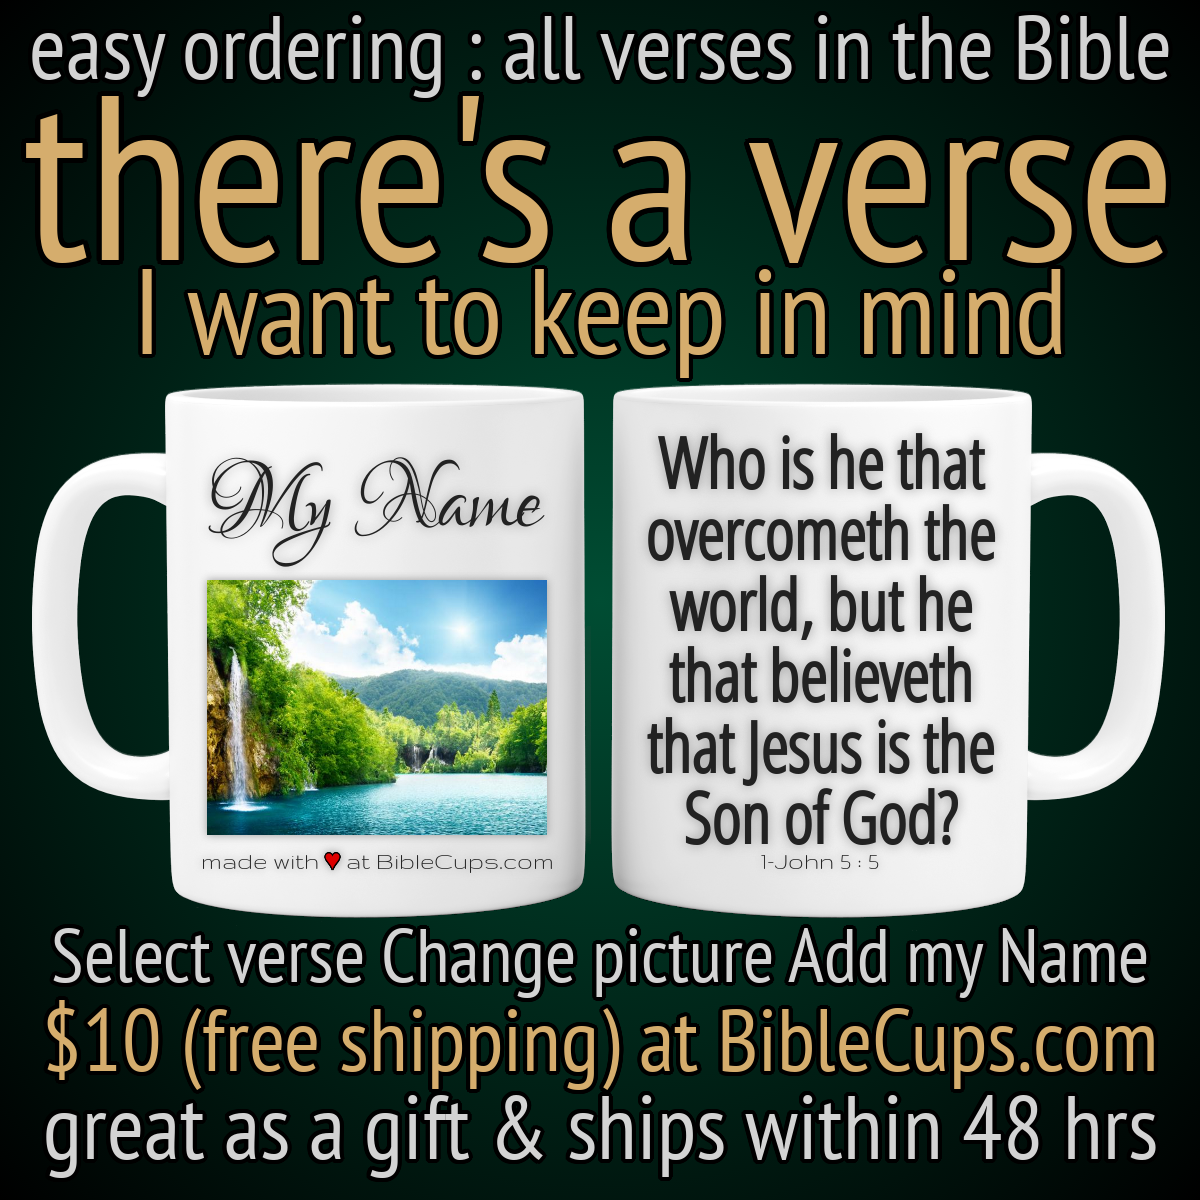 easy ordering : all verses in the Bible
there's a verse
I want to keep in mind
My Name
made with ♥ at BibleCups.com
Who is he that
overcometh the
world, but he
that believeth
that Jesus is the
Son of God?
1-John 5 : 5
Select verse Change picture Add my Name
$10 (free shipping) at BibleCups.com
great as a gift & ships within 48 hrs